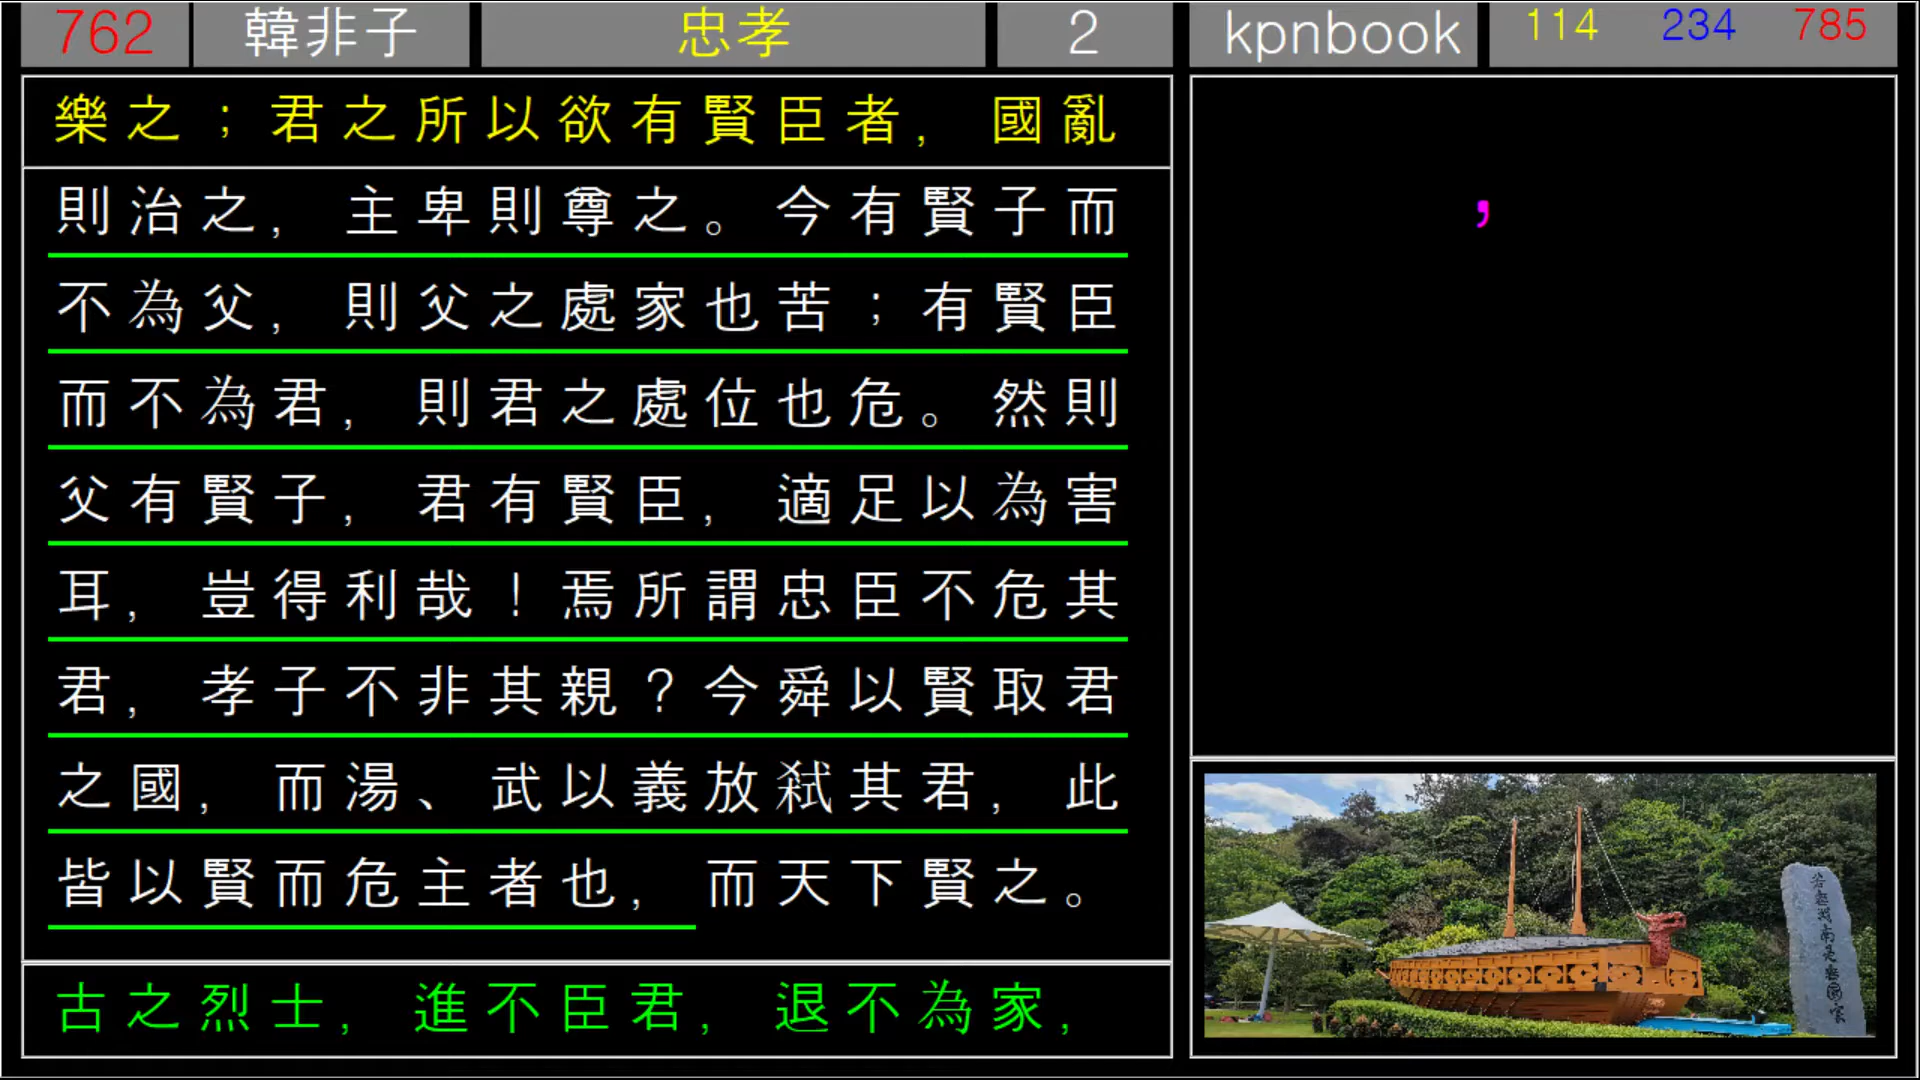 762 韓非子 忠孝 2 kpnbook 114 234 785
樂之；君之所以欲有賢臣者，國亂
則治之，主卑則尊之。今有賢子而
不為父，則父之處家也苦；有賢臣
而不為君，則君之處位也危。然則
父有賢子，君有賢臣，適足以為害
耳，豈得利哉！焉所謂忠臣不危其
君，孝子不非其親？今舜以賢取君
之國，而湯、武以義放弒其君，此
皆以賢而危主者也，而天下賢之。
古之烈士，進不臣君，退不為家，
，